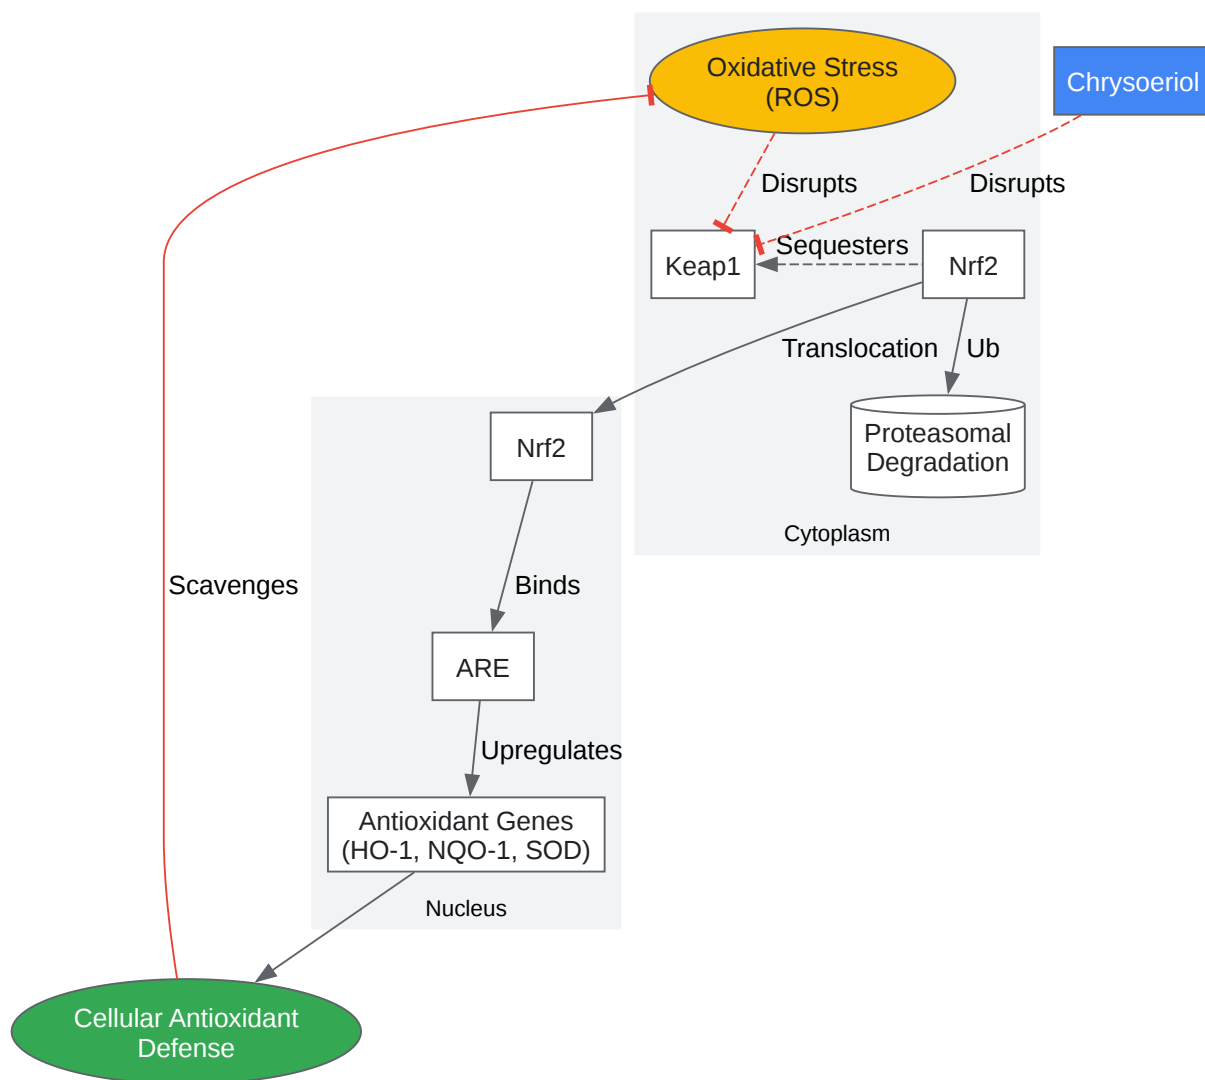 Oxidative Stress
(ROS)
Chrysoeriol
Disrupts
Disrupts
Sequesters
Keap1
Nrf2
Translocation
Ub
Nrf2
Proteasomal
Degradation
Cytoplasm
Scavenges
Binds
ARE
Upregulates
Antioxidant Genes
(HO-1, NQO-1, SOD)
Nucleus
Cellular Antioxidant
Defense